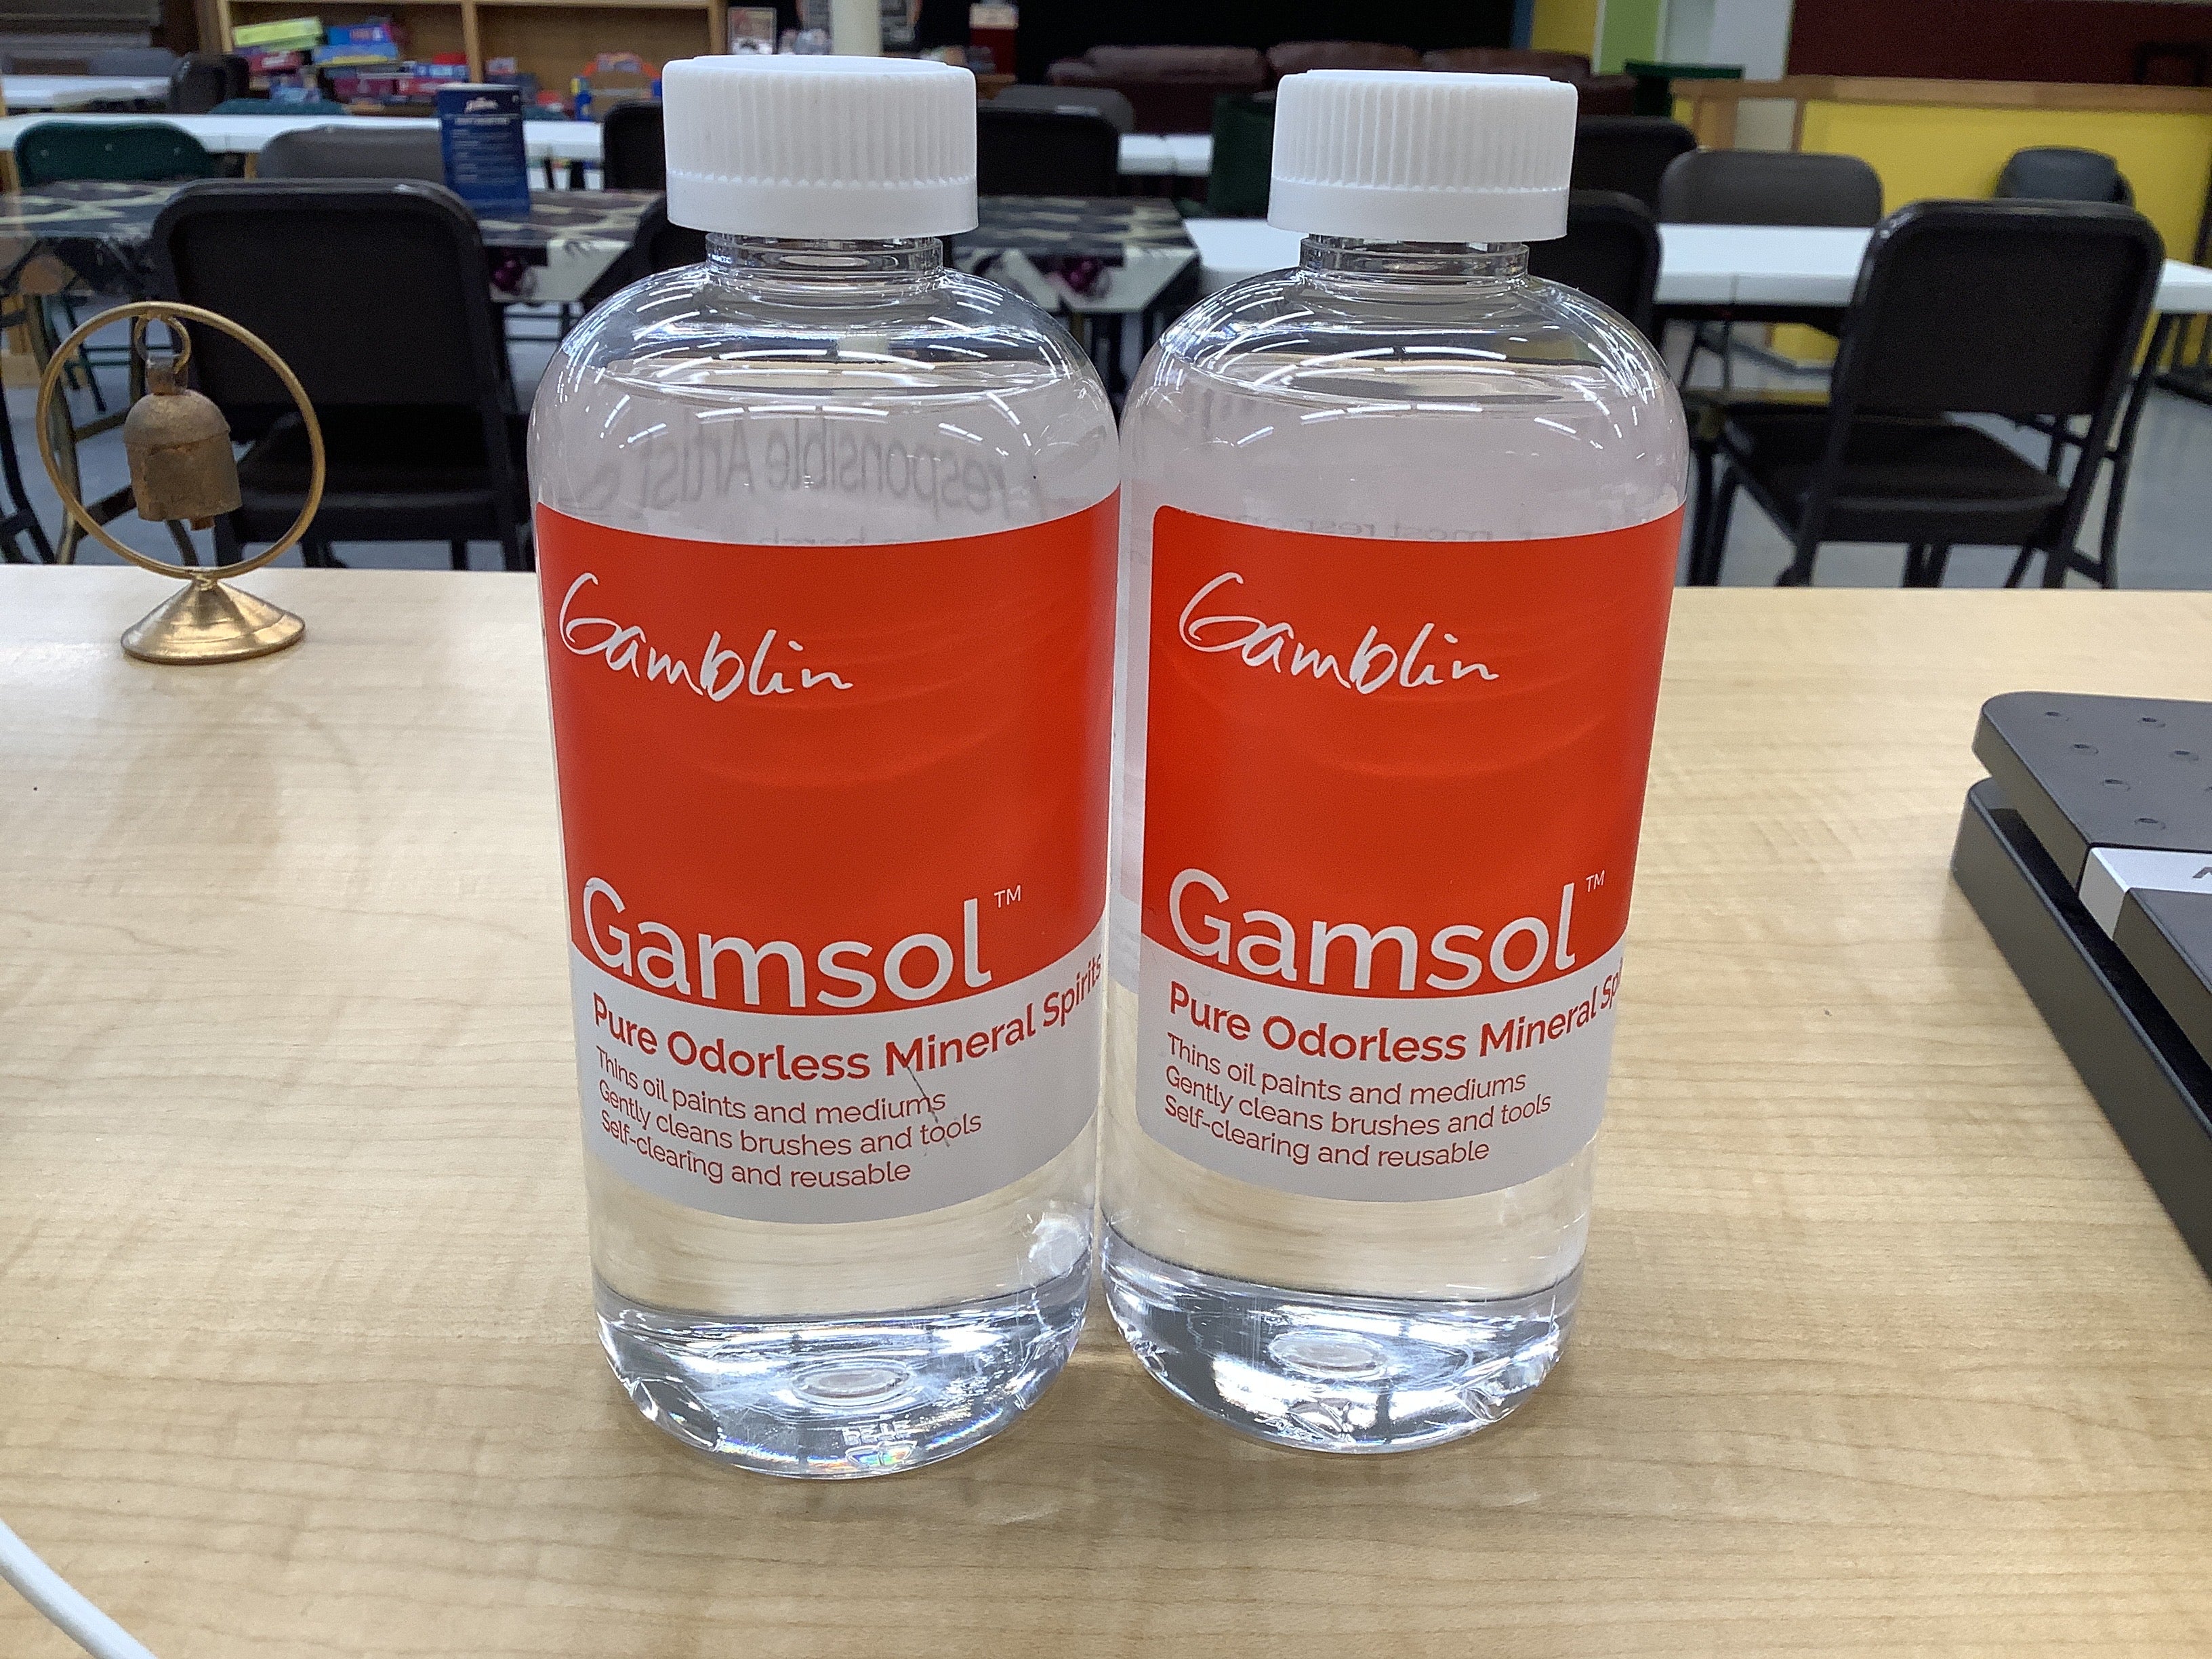 responsible Artist
Gamblin
Gamsol™
Pure Odorless Mineral Spirits
Thins oil paints and mediums
Gently cleans brushes and tools
Self-clearing and reusable
Gamblin
Gamsol™
Pure Odorless Mineral
Thins oil paints and mediums
Gently cleans brushes and tools
Self-clearing and reusable